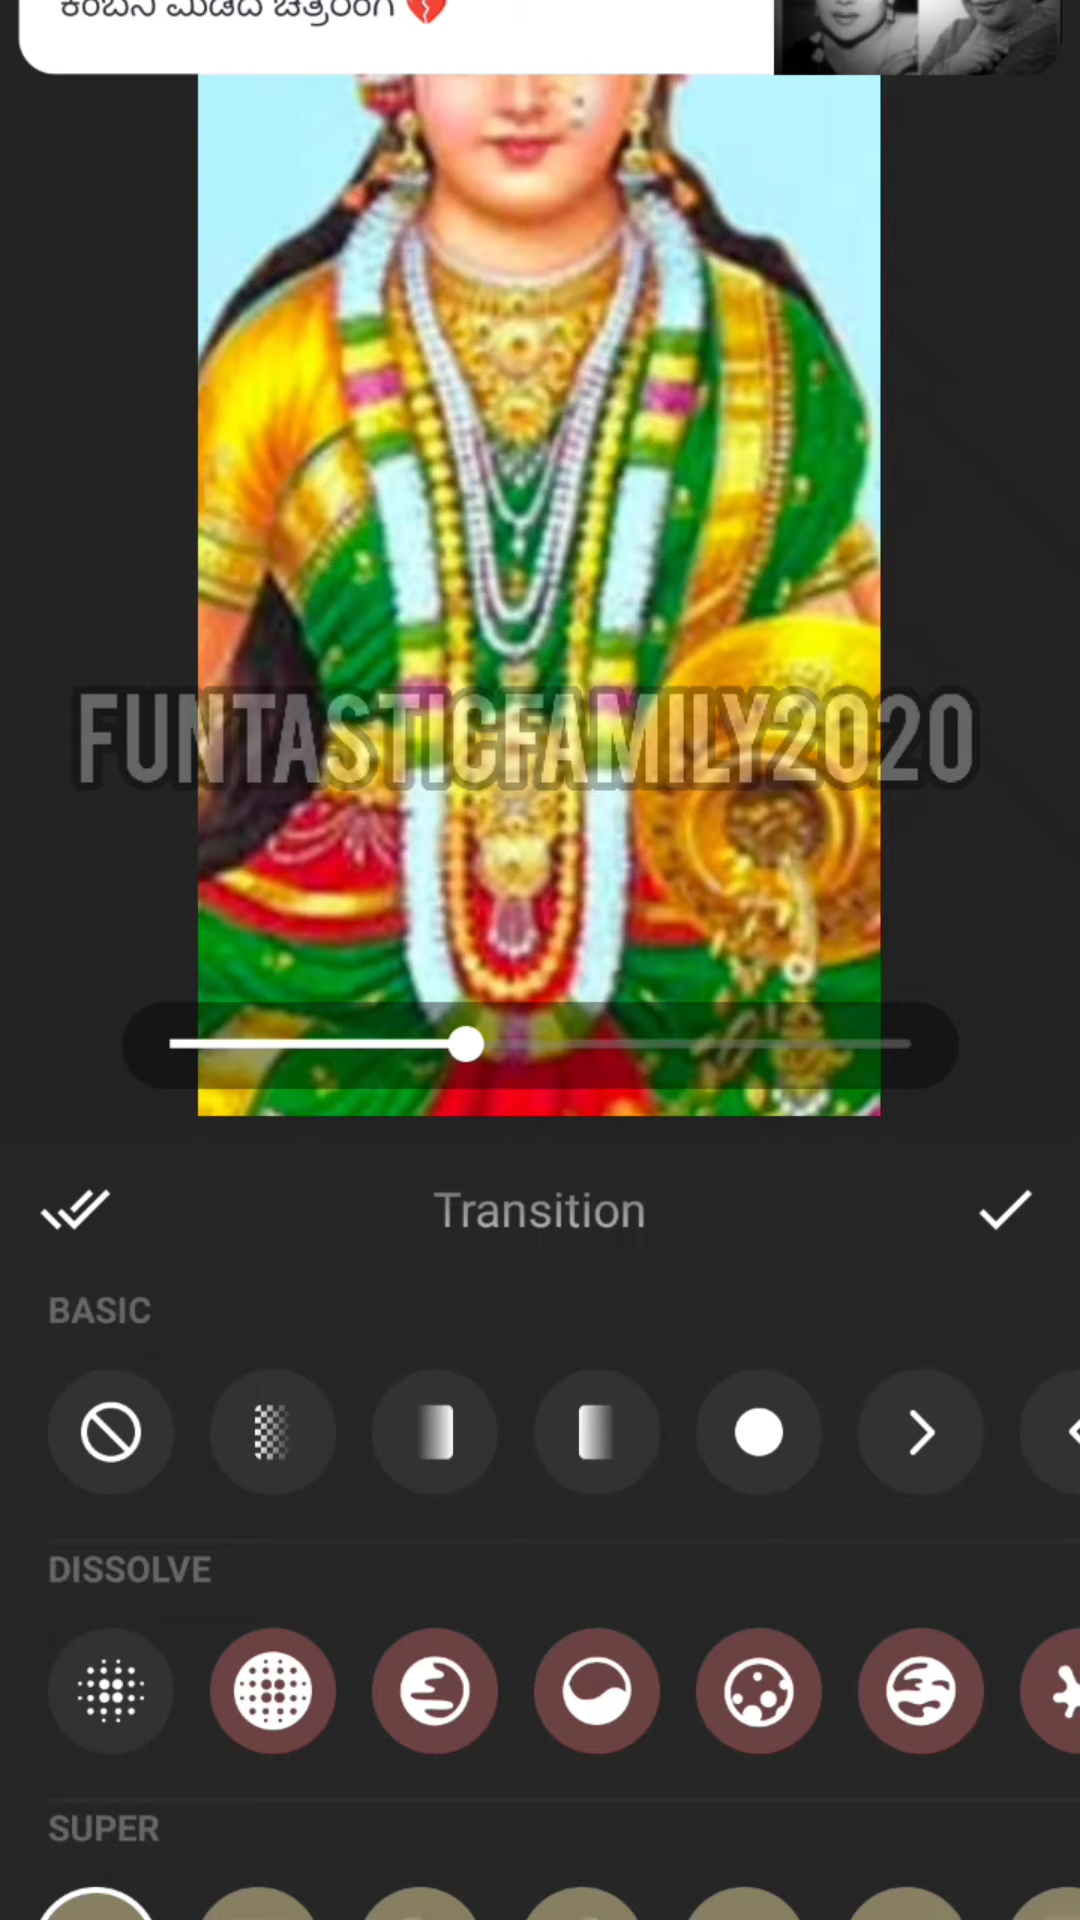 FUNTASTICFAMILY2020
Transition
BASIC
DISSOLVE
SUPER